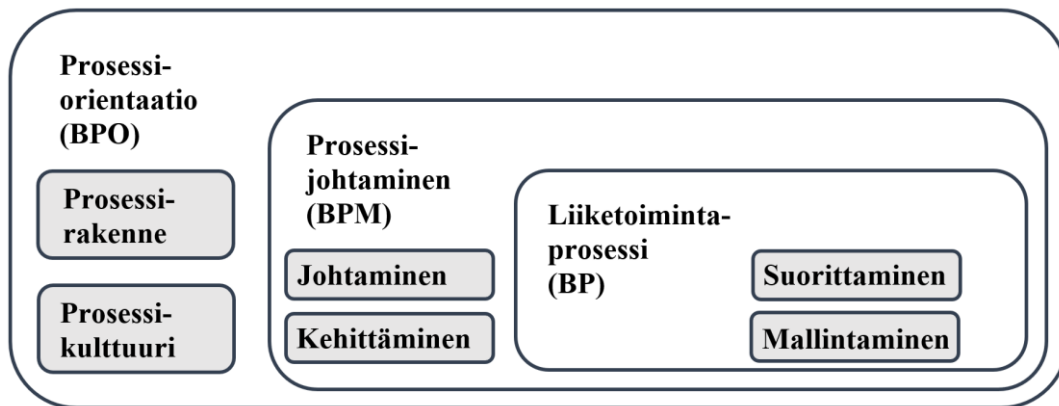 Prosessi-
orientaatio
(BPO)
Prosessi-
rakenne
Prosessi-
kulttuuri
Prosessi-
johtaminen
(BPM)
Johtaminen
Kehittäminen
Liiketoiminta-
prosessi
(BP)
Suorittaminen
Mallintaminen